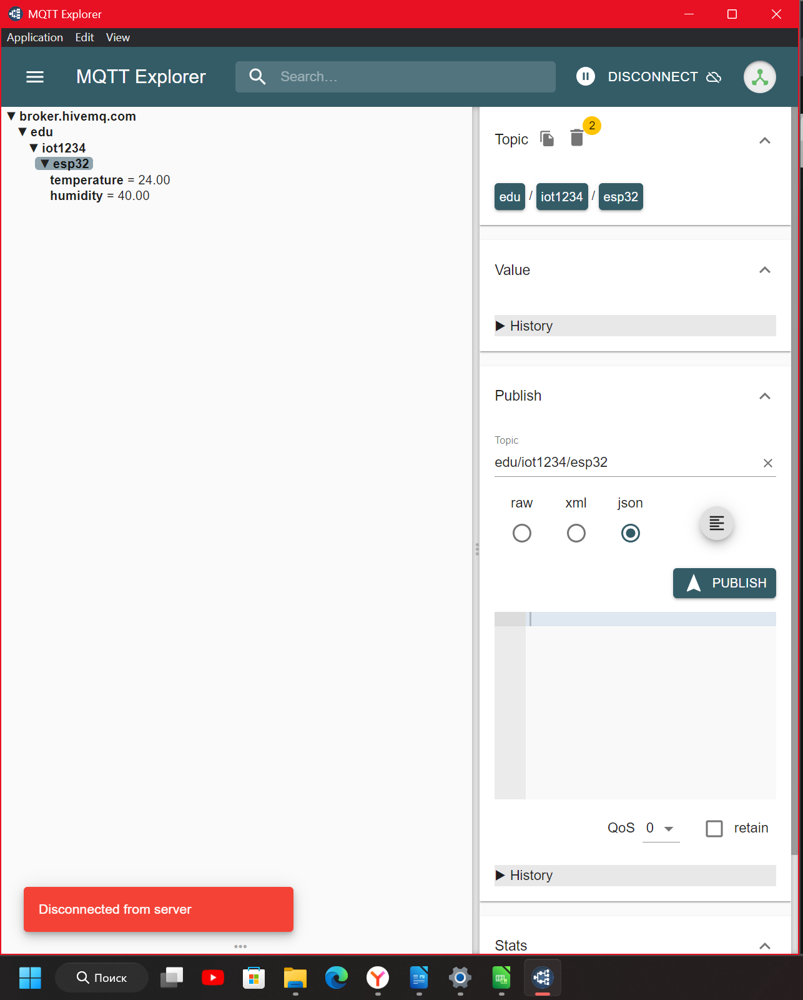 MQTT Explorer
Application Edit View
MQTT Explorer
Search...
DISCONNECT
broker.hivemq.com
edu
iot1234
esp32
temperature = 24.00
humidity = 40.00
Topic
2
edu / iot1234 / esp32
Value
History
Publish
Topic
edu/iot1234/esp32
raw xml json
PUBLISH
QoS 0 retain
History
Stats
Disconnected from server
Поиск